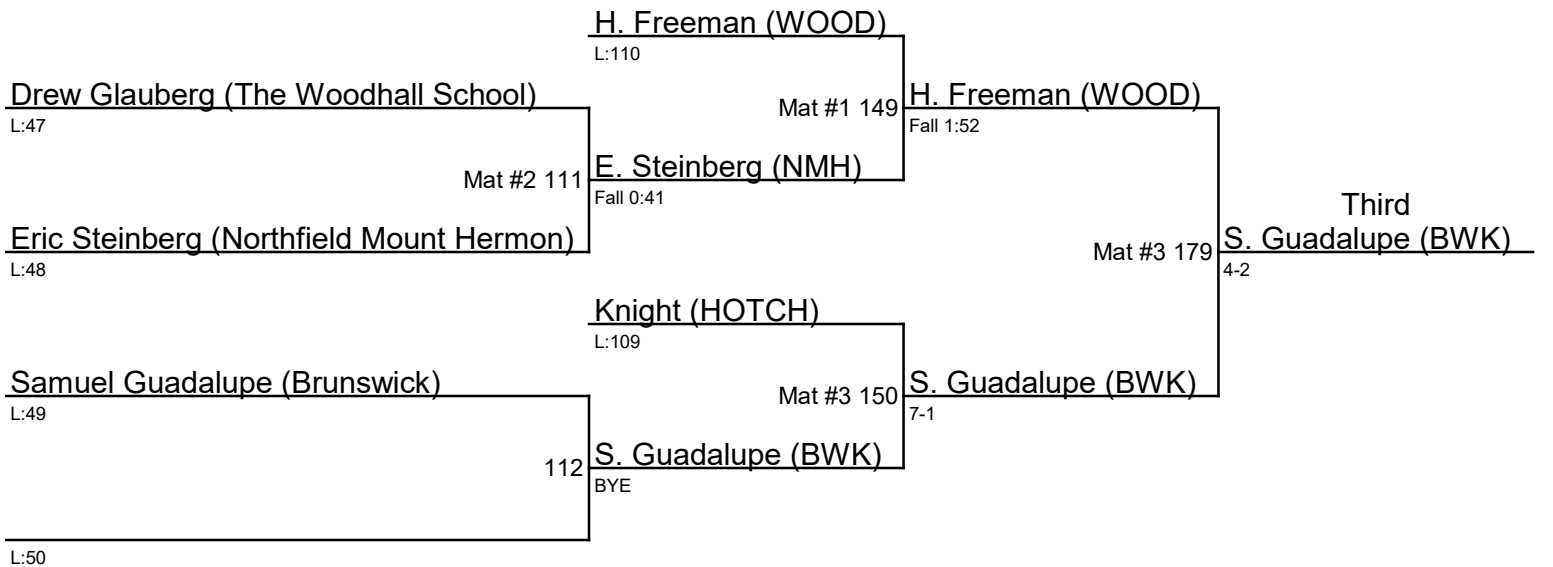 H. Freeman (WOOD)
L:110
Drew Glauberg (The Woodhall School)
L:47
Mat #1 149
H. Freeman (WOOD)
Fall 1:52
Mat #2 111
E. Steinberg (NMH)
Fall 0:41
Eric Steinberg (Northfield Mount Hermon)
L:48
Third
Mat #3 179
S. Guadalupe (BWK)
4-2
Knight (HOTCH)
L:109
Samuel Guadalupe (Brunswick)
L:49
Mat #3 150
S. Guadalupe (BWK)
7-1
112
S. Guadalupe (BWK)
BYE
L:50